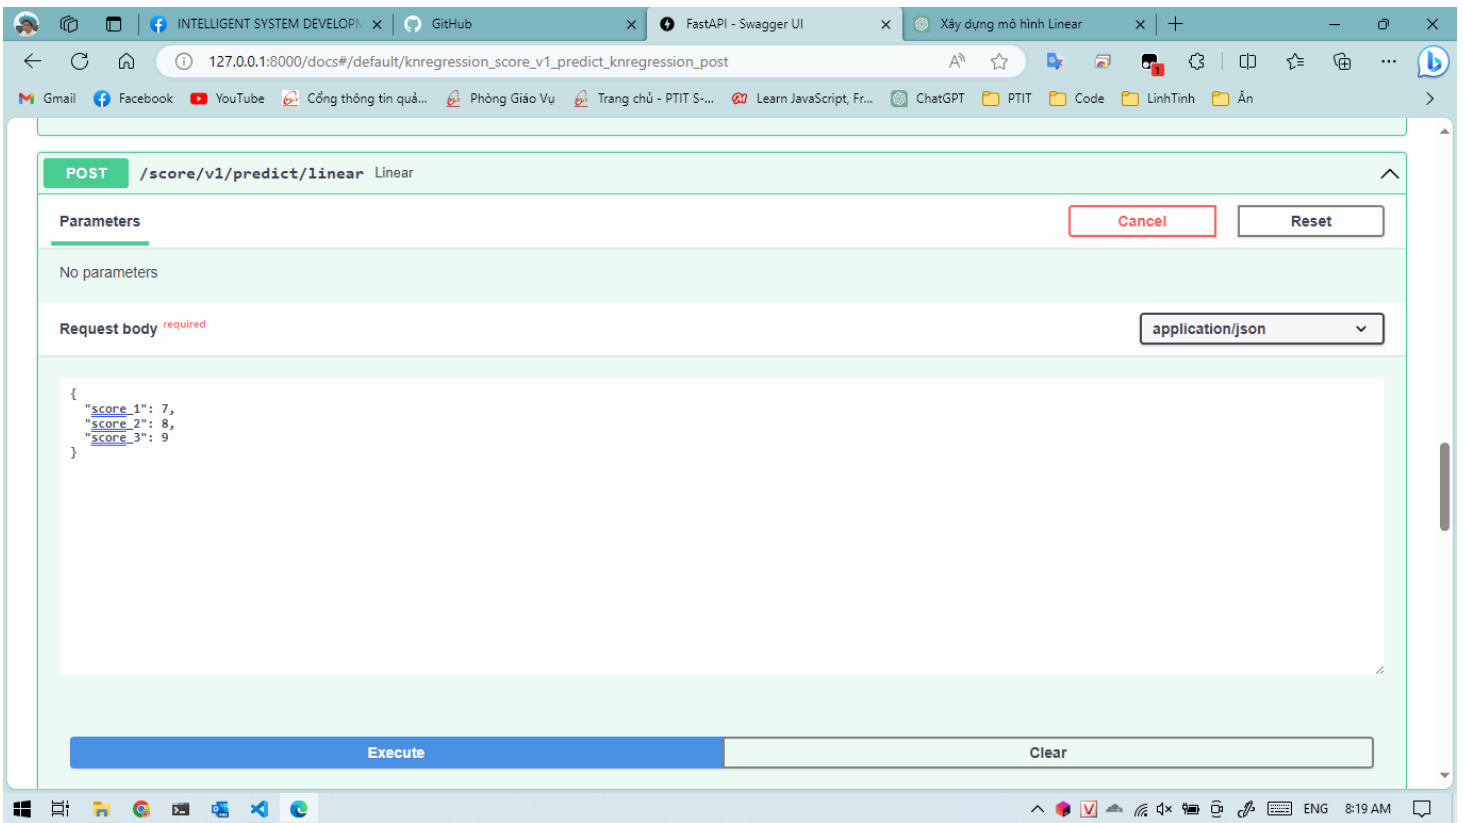 INTELLIGENT SYSTEM DEVELOPM
GitHub
FastAPI - Swagger UI
Xây dựng mô hình Linear
127.0.0.1:8000/docs#/default/knregression_score_v1_predict_knregression_post
Gmail Facebook YouTube Cổng thông tin quả... Phòng Giáo Vụ Trang chủ - PTIT S-... Learn JavaScript, Fr... ChatGPT PTIT Code LinhTinh Ăn
POST /score/v1/predict/linear Linear
Parameters
Cancel
Reset
No parameters
Request body required
application/json
{
"score_1": 7,
"score_2": 8,
"score_3": 9
}
Execute
Clear
ENG 8:19 AM